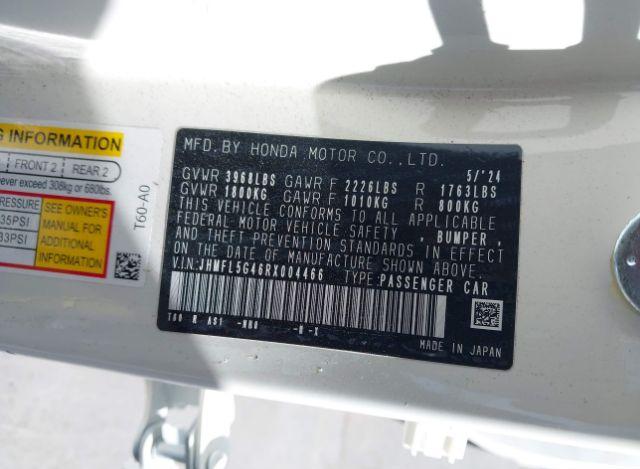 G INFORMATION
FRONT 2 REAR 2
ever exceed 308kg or 680lbs.
PRESSURE
35PSI
33PSI
SEE OWNER'S
MANUAL FOR
ADDITIONAL
INFORMATION
T60-A0
MFD.BY HONDA MOTOR CO.,LTD.
5/'24
GVWR 3968LBS GAWR F 2226LBS R 1763LBS
GVWR 1800KG GAWR F 1010KG R 800KG
THIS VEHICLE CONFORMS TO ALL APPLICABLE
FEDERAL MOTOR VEHICLE SAFETY , BUMPER ,
AND THEFT PREVENTION STANDARDS IN EFFECT
ON THE DATE OF MANUFACTURE SHOWN ABOVE.
V.I.N: JHMFL5G46RX004466 TYPE: PASSENGER CAR
MADE IN JAPAN